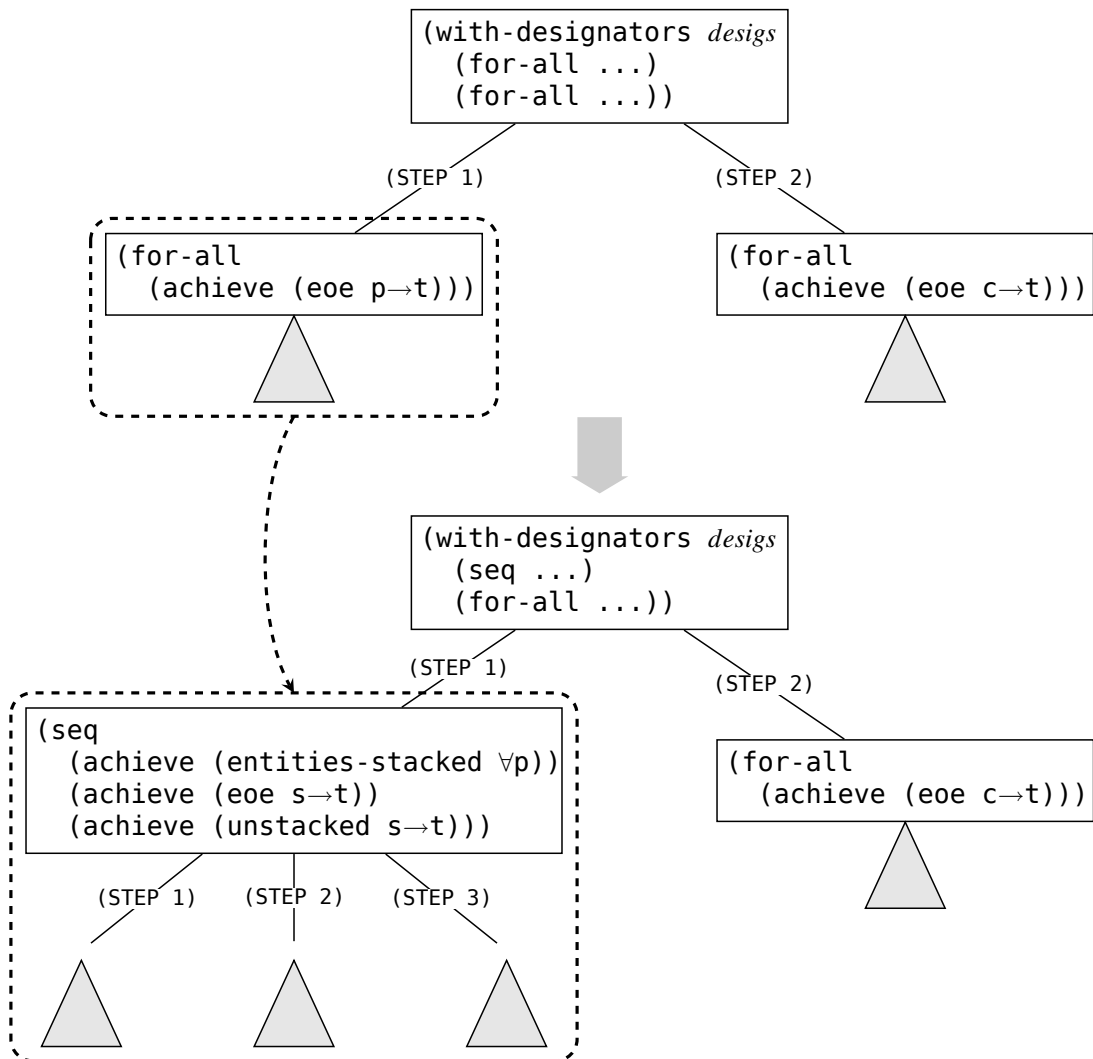 (with-designators desigs
(for-all ...)
(for-all ...))
(STEP 1)
(STEP 2)
(for-all
(achieve (eoe p→t)))
(for-all
(achieve (eoe c→t)))
(with-designators desigs
(seq ...)
(for-all ...))
(STEP 1)
(STEP 2)
(seq
(achieve (entities-stacked ∀p))
(achieve (eoe s→t))
(achieve (unstacked s→t)))
(for-all
(achieve (eoe c→t)))
(STEP 1)
(STEP 2)
(STEP 3)